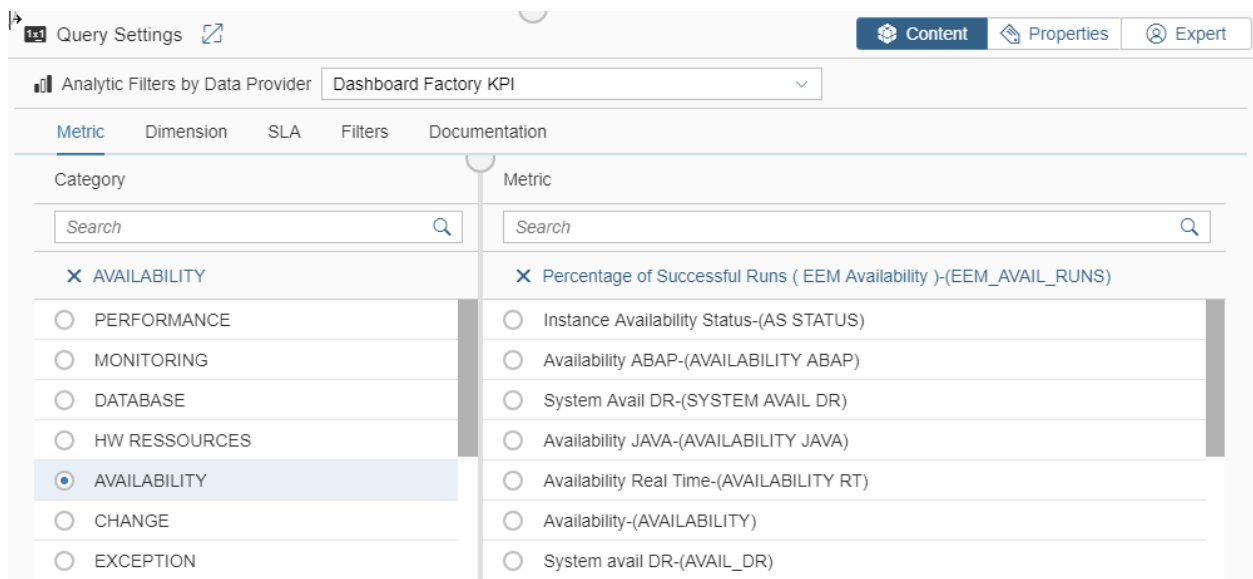 1x1 Query Settings Content Properties Expert
Analytic Filters by Data Provider Dashboard Factory KPI
Metric Dimension SLA Filters Documentation
Category Metric
Search Search
AVAILABILITY Percentage of Successful Runs ( EEM Availability )-(EEM_AVAIL_RUNS)
PERFORMANCE Instance Availability Status-(AS STATUS)
MONITORING Availability ABAP-(AVAILABILITY ABAP)
DATABASE System Avail DR-(SYSTEM AVAIL DR)
HW RESSOURCES Availability JAVA-(AVAILABILITY JAVA)
AVAILABILITY Availability Real Time-(AVAILABILITY RT)
CHANGE Availability-(AVAILABILITY)
EXCEPTION System avail DR-(AVAIL_DR)